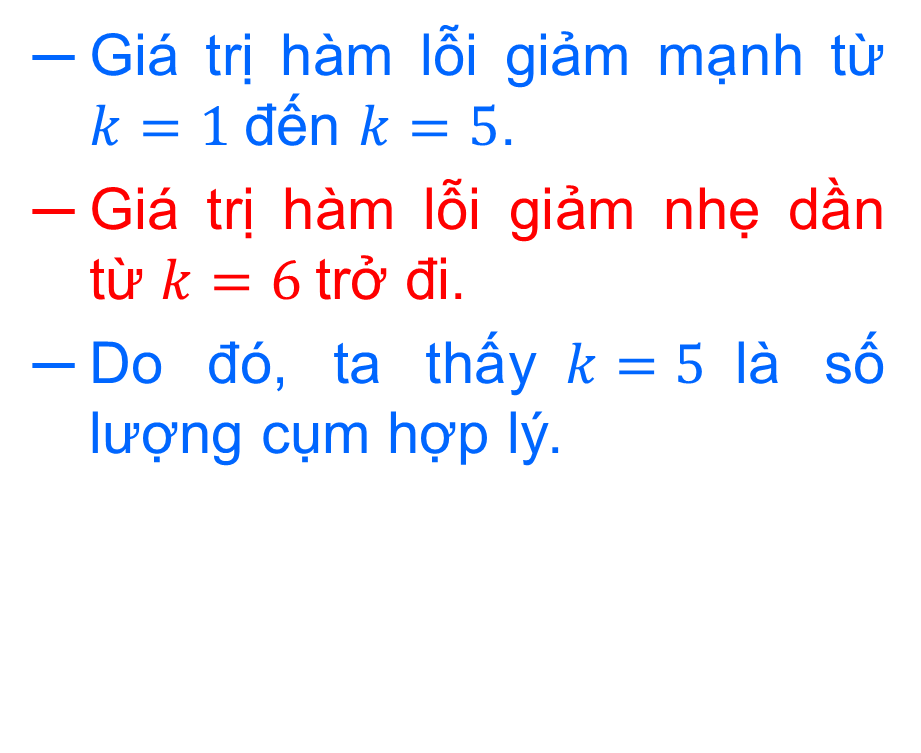 — Giá trị hàm lỗi giảm mạnh từ
k = 1 đến k = 5.
— Giá trị hàm lỗi giảm nhẹ dần
từ k = 6 trở đi.
— Do đó, ta thấy k = 5 là số
lượng cụm hợp lý.